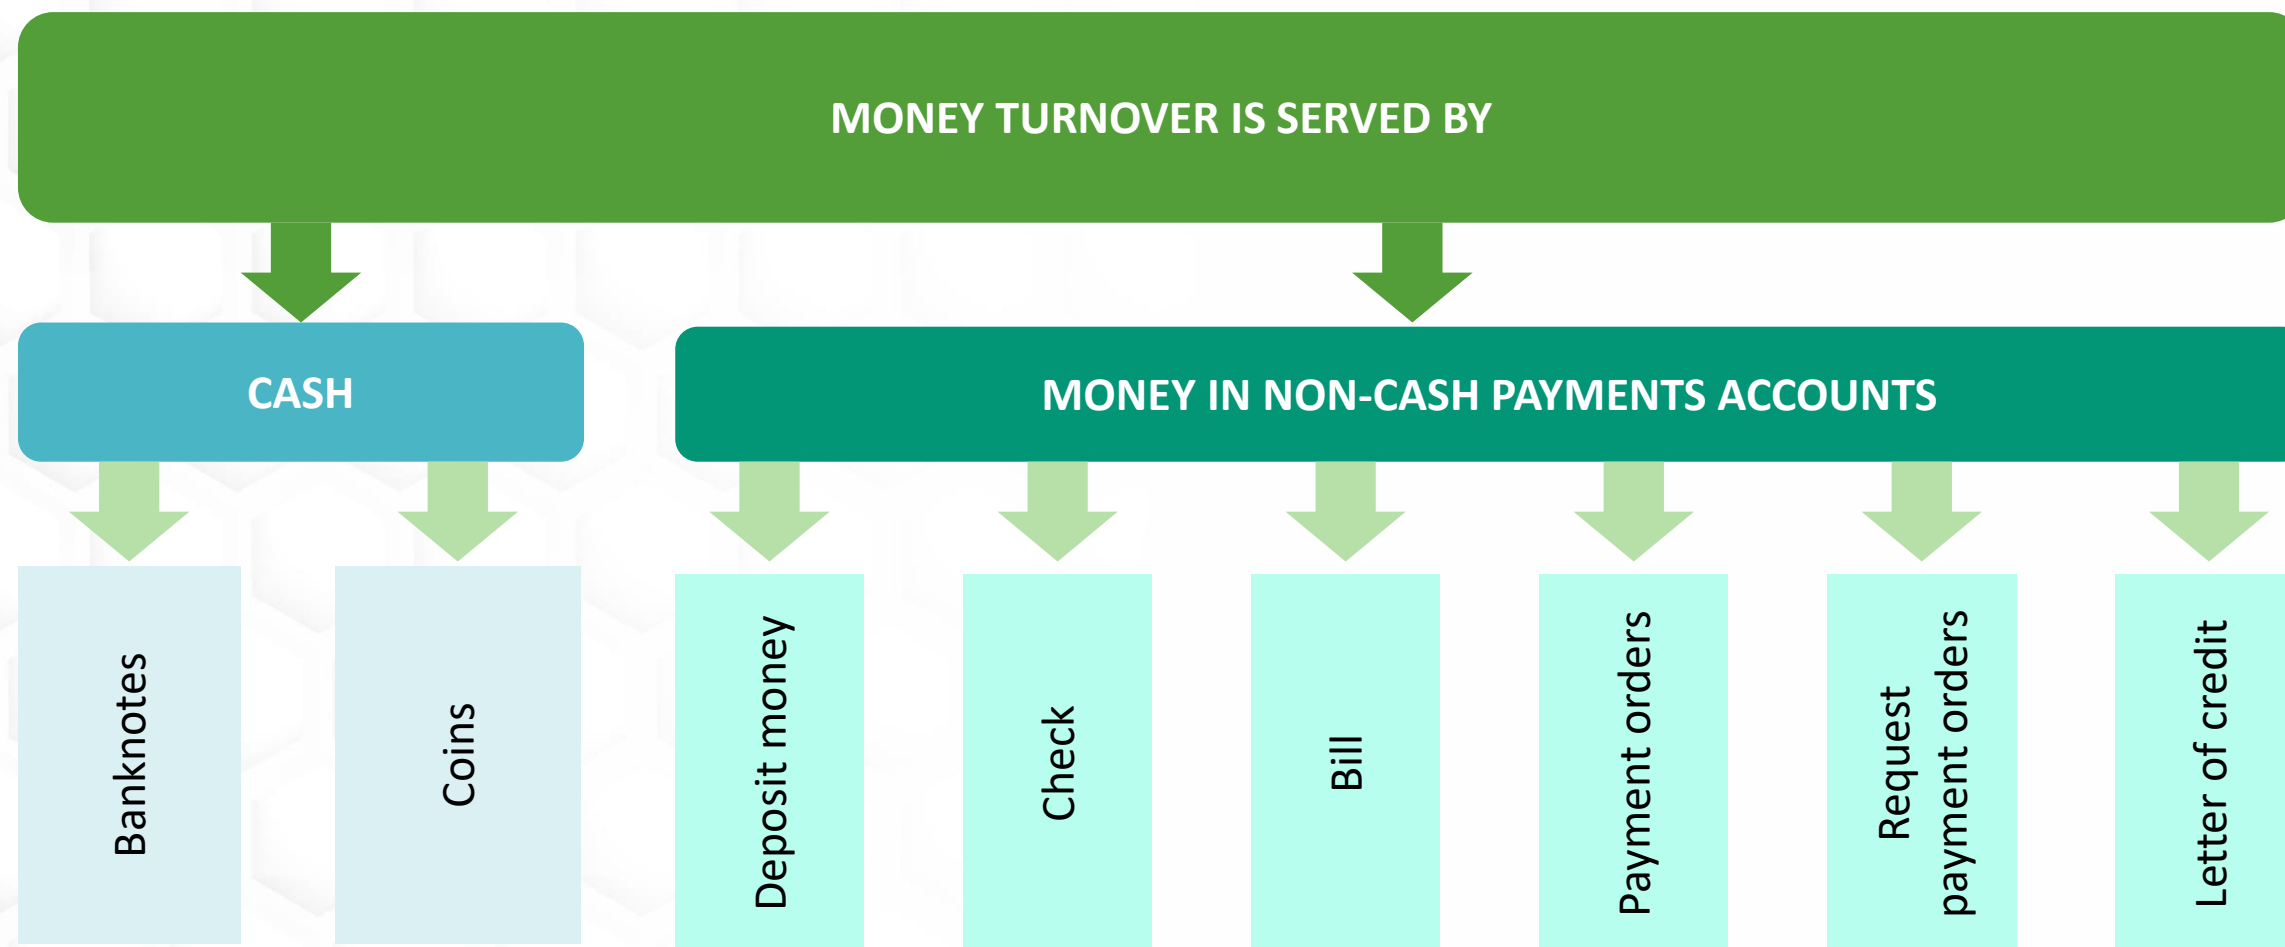 MONEY TURNOVER IS SERVED BY
CASH
MONEY IN NON-CASH PAYMENTS ACCOUNTS
Banknotes
Coins
Deposit money
Check
Bill
Payment orders
Request
payment orders
Letter of credit